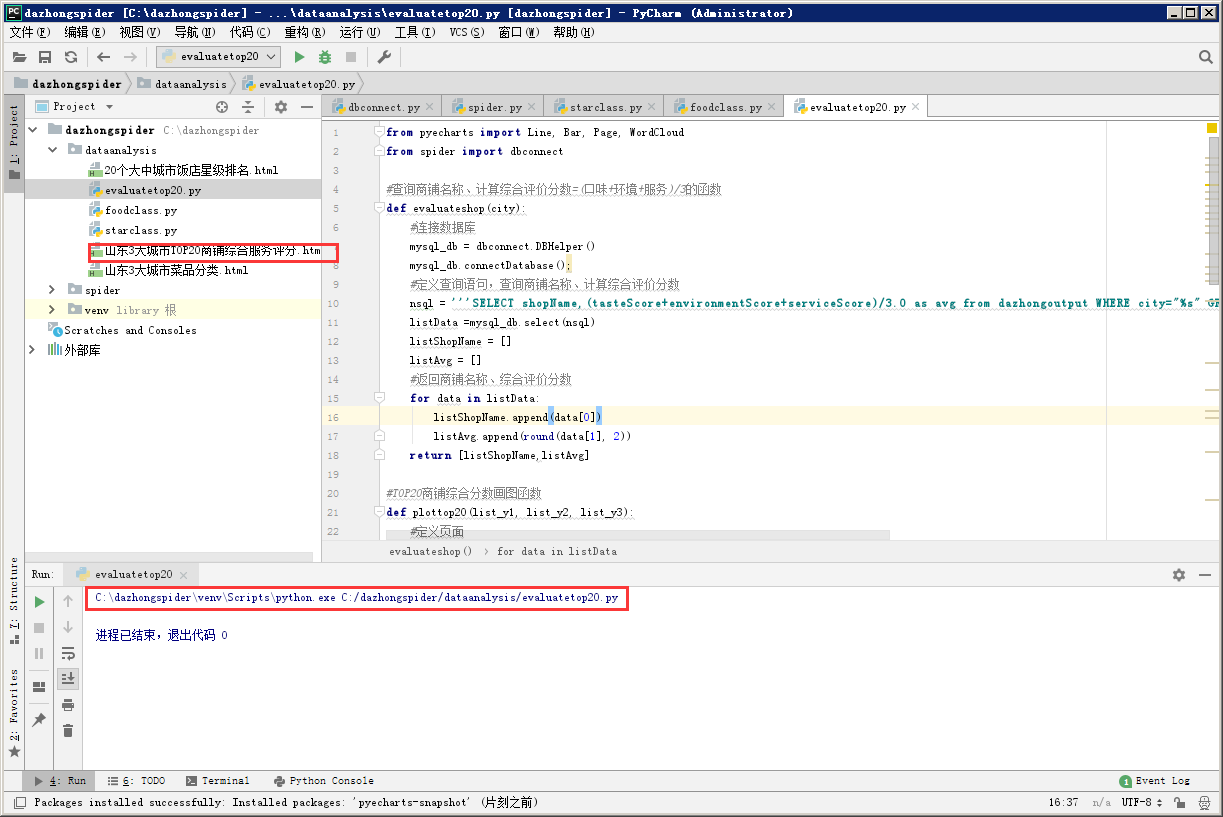 dazhongspider [C:\dazhongspider] - ...\dataanalysis\evaluatetop20.py [dazhongspider] - PyCharm (Administrator)
文件(F) 编辑(E) 视图(V) 导航(N) 代码(C) 重构(R) 运行(U) 工具(T) VCS(S) 窗口(W) 帮助(H)
evaluatetop20
dazhongspider dataanalysis evaluatetop20.py
1: Project
Project
dazhongspider C:\dazhongspider
dataanalysis
20个大中城市饭店星级排名.html
evaluatetop20.py
foodclass.py
starclass.py
山东3大城市TOP20商铺综合服务评分.htm
山东3大城市菜品分类.html
spider
venv library 根
Scratches and Consoles
外部库
dbconnect.py spider.py starclass.py foodclass.py evaluatetop20.py
1 from pyecharts import Line, Bar, Page, WordCloud
2 from spider import dbconnect
3
4 #查询商铺名称、计算综合评价分数=(口味+环境+服务)/3的函数
5 def evaluateshop(city):
6 #连接数据库
mysql_db = dbconnect.DBHelper()
8 mysql_db.connectDatabase();
9 #定义查询语句，查询商铺名称、计算综合评价分数
10 nsql = '''SELECT shopName,(tasteScore+environmentScore+serviceScore)/3.0 as avg from dazhongoutput WHERE city="%s"
11 listData =mysql_db.select(nsql)
12 listShopName = []
13 listAvg = []
14 #返回商铺名称、综合评价分数
15 for data in listData:
16 listShopName.append(data[0])
17 listAvg.append(round(data[1], 2))
18 return [listShopName,listAvg]
19
20 #TOP20商铺综合分数画图函数
21 def plottop20(list_y1, list_y2, list_y3):
22 #定义页面
evaluateshop() › for data in listData
7: Structure
2: Favorites
Run: evaluatetop20
C:\dazhongspider\venv\Scripts\python.exe C:/dazhongspider/dataanalysis/evaluatetop20.py
进程已结束，退出代码 0
4: Run 6: TODO Terminal Python Console 1 Event Log
Packages installed successfully: Installed packages: 'pyecharts-snapshot' (片刻之前) 16:37 n/a UTF-8